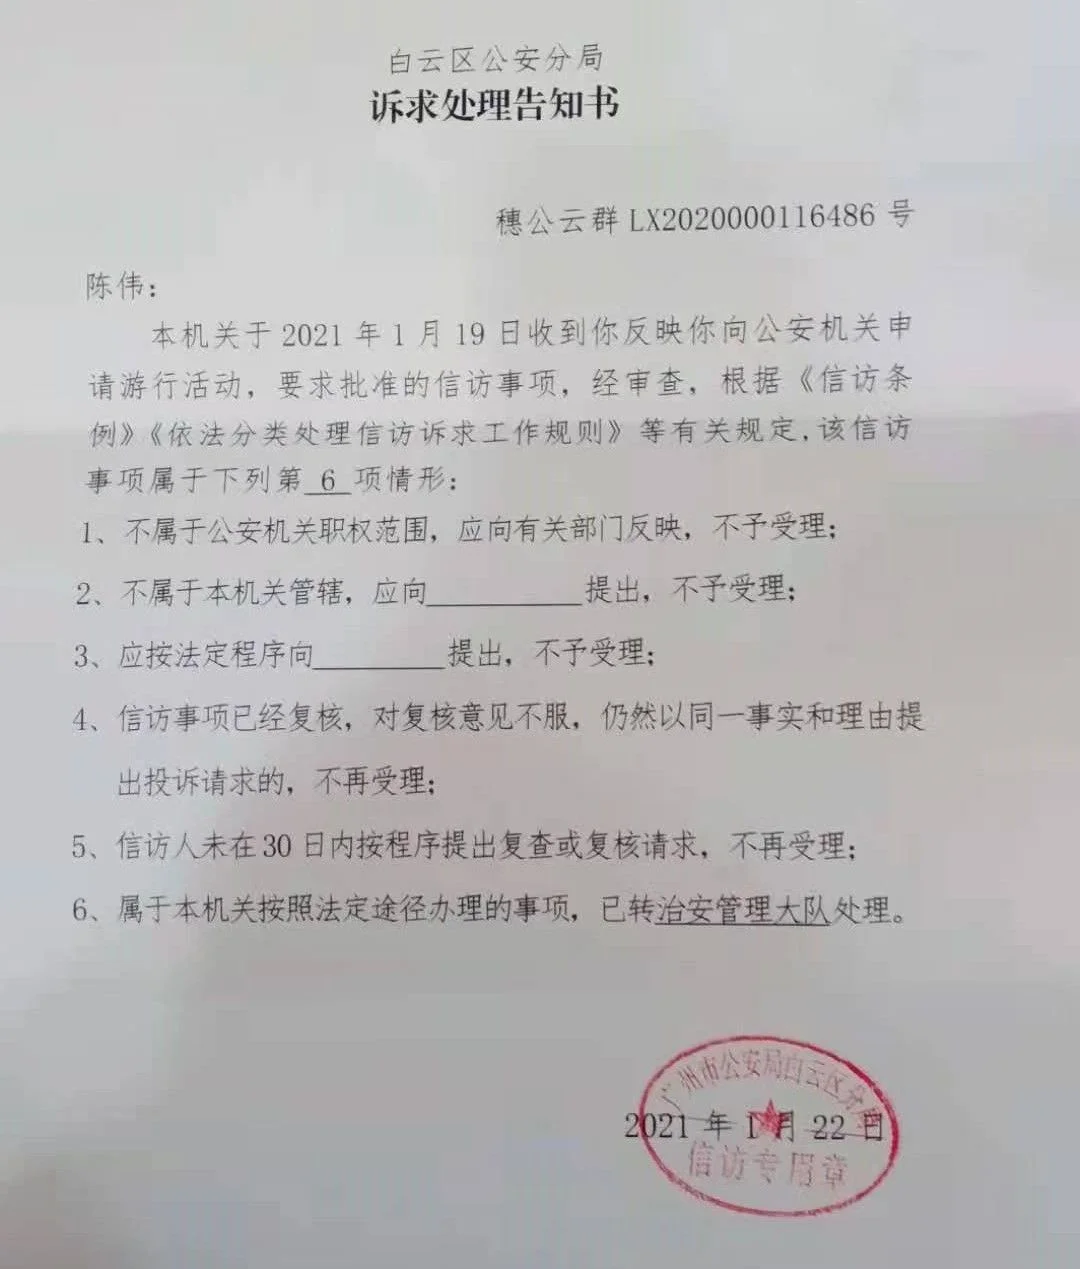 白云区公安分局
诉求处理告知书
穗公云群 LX2020000116486 号
陈伟：
本机关于 2021 年 1 月 19 日收到你反映你向公安机关申
请游行活动，要求批准的信访事项，经审查，根据《信访条
例》《依法分类处理信访诉求工作规则》等有关规定,该信访
事项属于下列第 6 项情形：
1、不属于公安机关职权范围，应向有关部门反映，不予受理；
2、不属于本机关管辖，应向__________提出，不予受理；
3、应按法定程序向________提出，不予受理；
4、信访事项已经复核，对复核意见不服，仍然以同一事实和理由提
出投诉请求的，不再受理；
5、信访人未在 30 日内按程序提出复查或复核请求，不再受理；
6、属于本机关按照法定途径办理的事项，已转治安管理大队处理。
广州市公安局白云区分局
2021 年 1 月 22 日
信访专用章